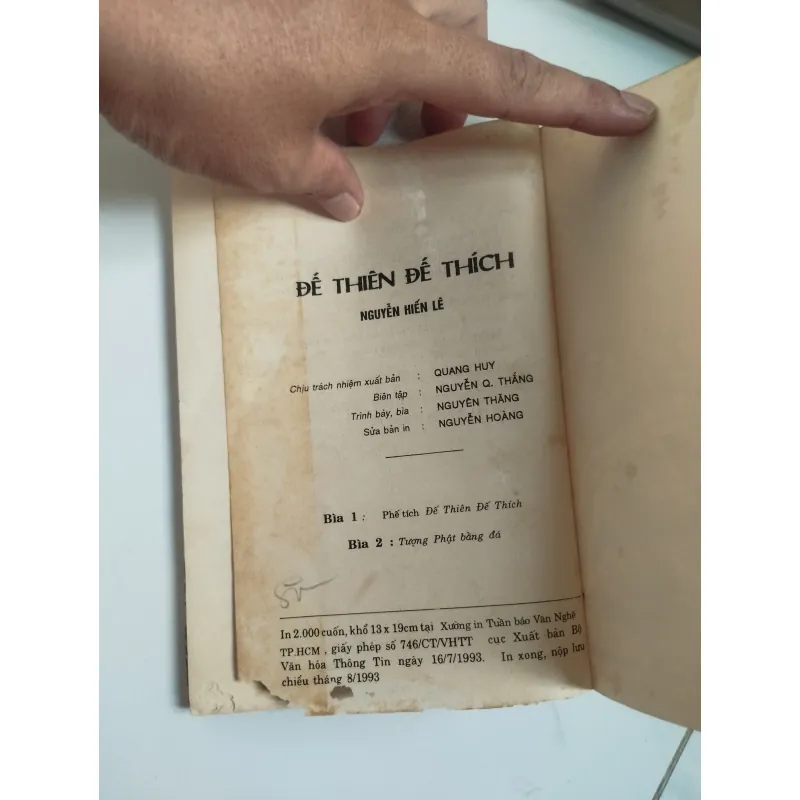 ĐẾ THIÊN ĐẾ THÍCH
NGUYỄN HIẾN LÊ
Chịu trách nhiệm xuất bản : QUANG HUY
Biên tập : NGUYỄN Q. THẮNG
Trình bày, bìa : NGUYÊN THĂNG
Sửa bản in : NGUYỄN HOÀNG
Bìa 1 : Phế tích Đế Thiên Đế Thích
Bìa 2 : Tượng Phật bằng đá
In 2.000 cuốn, khổ 13 x 19cm tại Xưởng in Tuần báo Văn Nghệ
TP.HCM , giấy phép số 746/CT/VHTT cục Xuất bản Bộ
Văn hóa Thông Tin ngày 16/7/1993. In xong, nộp lưu
chiểu tháng 8/1993